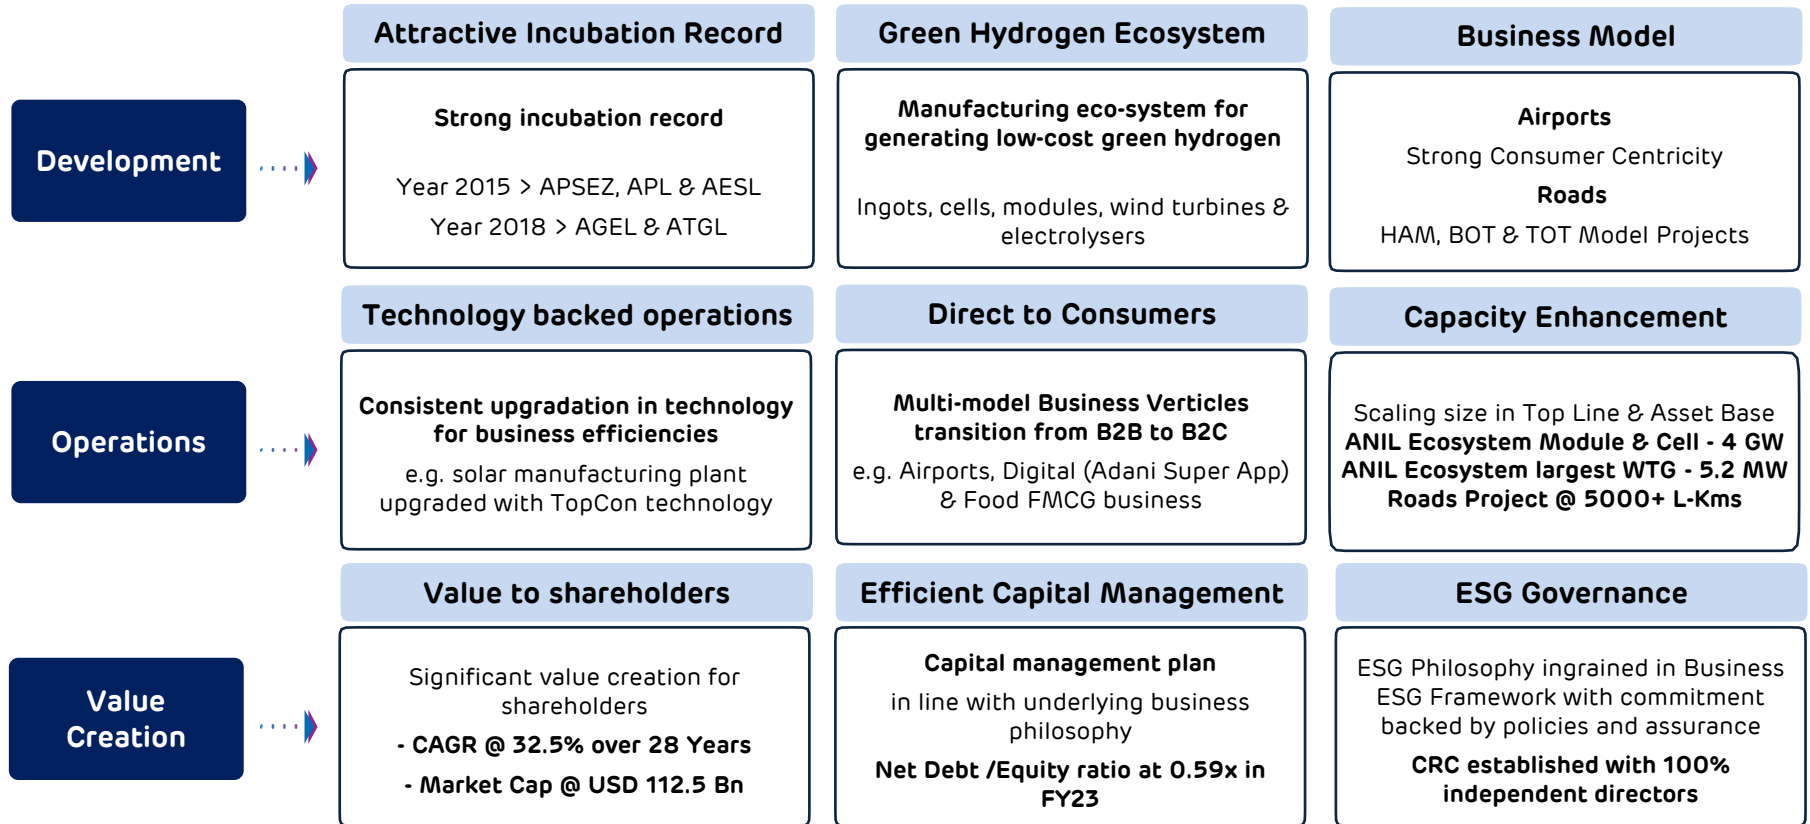 Attractive Incubation Record
Green Hydrogen Ecosystem
Business Model
Development
Strong incubation record
Year 2015 > APSEZ, APL & AESL
Year 2018 > AGEL & ATGL
Manufacturing eco-system for
generating low-cost green hydrogen
Ingots, cells, modules, wind turbines &
electrolysers
Airports
Strong Consumer Centricity
Roads
HAM, BOT & TOT Model Projects
Technology backed operations
Direct to Consumers
Capacity Enhancement
Operations
Consistent upgradation in technology
for business efficiencies
e.g. solar manufacturing plant
upgraded with TopCon technology
Multi-model Business Verticles
transition from B2B to B2C
e.g. Airports, Digital (Adani Super App)
& Food FMCG business
Scaling size in Top Line & Asset Base
ANIL Ecosystem Module & Cell - 4 GW
ANIL Ecosystem largest WTG - 5.2 MW
Roads Project @ 5000+ L-Kms
Value to shareholders
Efficient Capital Management
ESG Governance
Value
Creation
Significant value creation for
shareholders
- CAGR @ 32.5% over 28 Years
- Market Cap @ USD 112.5 Bn
Capital management plan
in line with underlying business
philosophy
Net Debt /Equity ratio at 0.59x in
FY23
ESG Philosophy ingrained in Business
ESG Framework with commitment
backed by policies and assurance
CRC established with 100%
independent directors